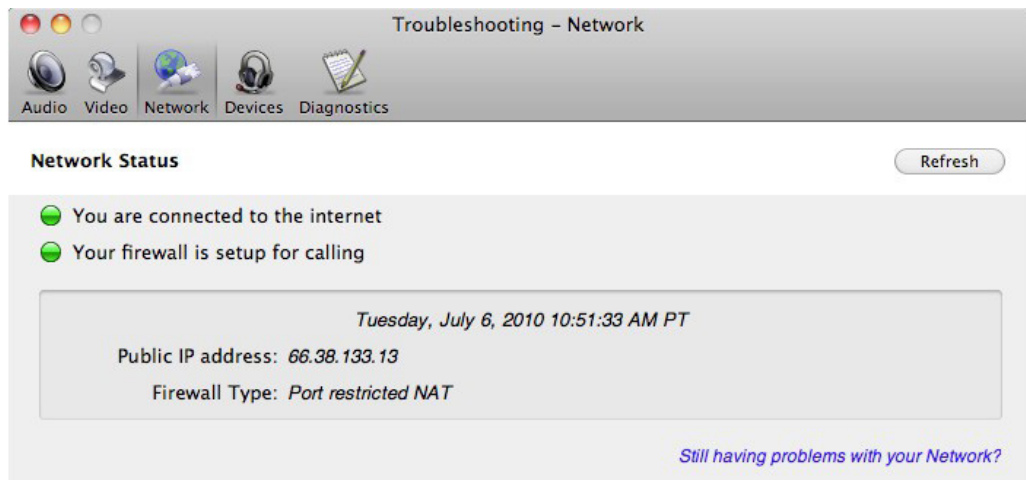 Troubleshooting – Network
Audio Video Network Devices Diagnostics
Network Status
Refresh
You are connected to the internet
Your firewall is setup for calling
Tuesday, July 6, 2010 10:51:33 AM PT
Public IP address: 66.38.133.13
Firewall Type: Port restricted NAT
Still having problems with your Network?